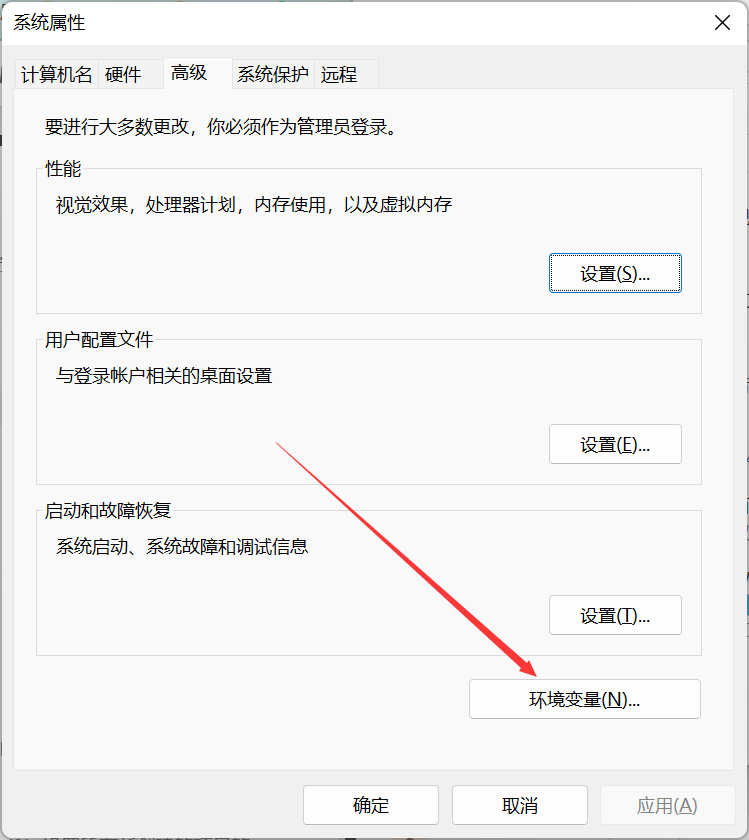 系统属性
计算机名 硬件 高级 系统保护 远程
要进行大多数更改，你必须作为管理员登录。
性能
视觉效果，处理器计划，内存使用，以及虚拟内存
设置(S)...
用户配置文件
与登录帐户相关的桌面设置
设置(E)...
启动和故障恢复
系统启动、系统故障和调试信息
设置(T)...
环境变量(N)...
确定 取消 应用(A)